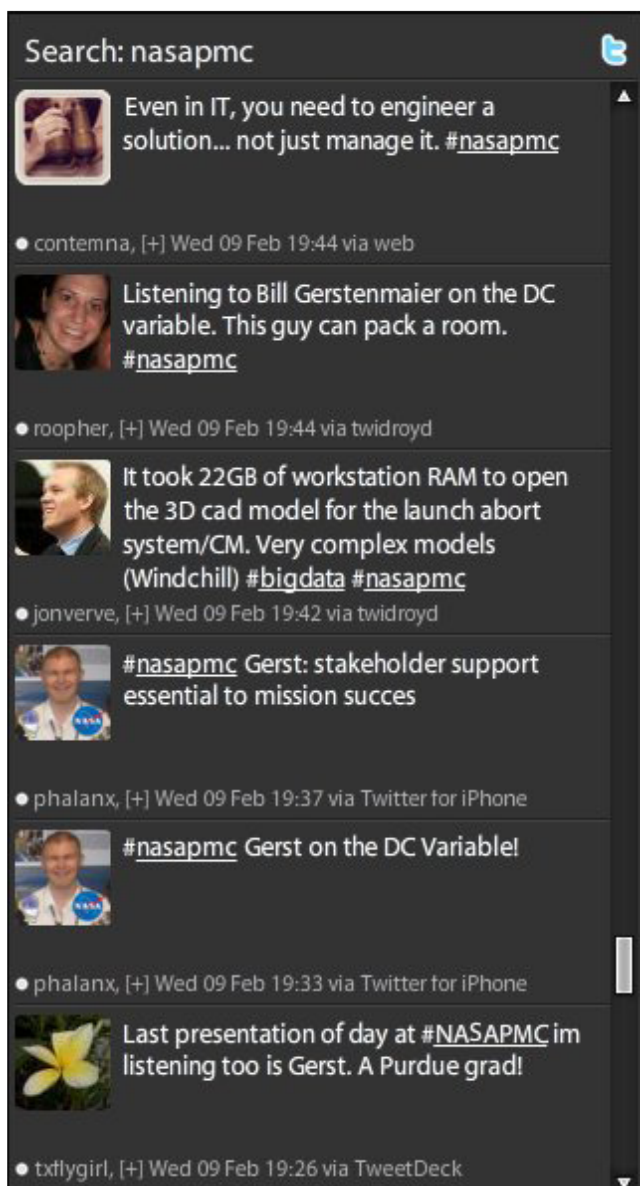 Search: nasapmc
Even in IT, you need to engineer a
solution... not just manage it. #nasapmc
contemna, [+] Wed 09 Feb 19:44 via web
Listening to Bill Gerstenmaier on the DC
variable. This guy can pack a room.
#nasapmc
roopher, [+] Wed 09 Feb 19:44 via twidroyd
It took 22GB of workstation RAM to open
the 3D cad model for the launch abort
system/CM. Very complex models
(Windchill) #bigdata #nasapmc
jonverve, [+] Wed 09 Feb 19:42 via twidroyd
#nasapmc Gerst: stakeholder support
essential to mission succes
NASA
phalanx, [+] Wed 09 Feb 19:37 via Twitter for iPhone
#nasapmc Gerst on the DC Variable!
NASA
phalanx, [+] Wed 09 Feb 19:33 via Twitter for iPhone
Last presentation of day at #NASAPMC im
listening too is Gerst. A Purdue grad!
txflygirl, [+] Wed 09 Feb 19:26 via TweetDeck